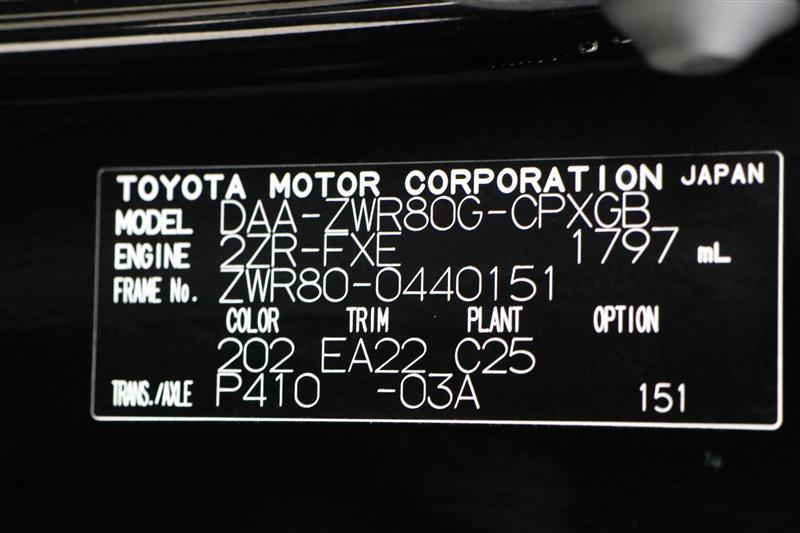 TOYOTA MOTOR CORPORATION JAPAN
MODEL DAA-ZWR80G-CPXGB
ENGINE 2ZR-FXE 1797 mL
FRAME No. ZWR80-0440151
COLOR TRIM PLANT OPTION
202 EA22 C25
TRANS./AXLE P410 -03A 151